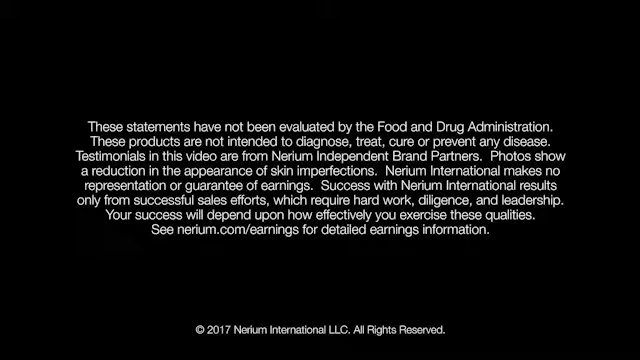 These statements have not been evaluated by the Food and Drug Administration.
These products are not intended to diagnose, treat, cure or prevent any disease.
Testimonials in this video are from Nerium Independent Brand Partners. Photos show
a reduction in the appearance of skin imperfections. Nerium International makes no
representation or guarantee of earnings. Success with Nerium International results
only from successful sales efforts, which require hard work, diligence, and leadership.
Your success will depend upon how effectively you exercise these qualities.
See nerium.com/earnings for detailed earnings information.
© 2017 Nerium International LLC. All Rights Reserved.